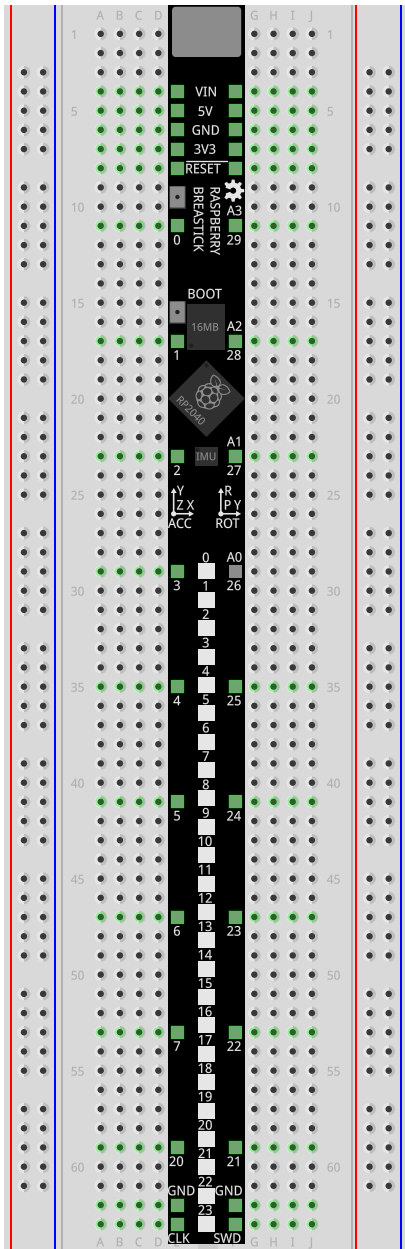 A B C D G H I J
1 1
VIN
5 5V 5
GND
3V3
RESET
RASPBERRY
BREASTICK
10 A3 10
0 29
BOOT
15 15
16MB
A2
1 28
20 20
RP2040
A1
IMU
2 27
25 25
Y R
Z X P Y
ACC ROT
0 A0
3 1 26
30 30
2
3
4
35 35
4 5 25
6
7
40 8 40
9
5 24
10
11
45 45
12
6 13 23
14
50 50
15
16
7 17 22
55 18 55
19
20
21
20 21
60 60
22
GND GND
23
CLK SWD
A B C D G H I J